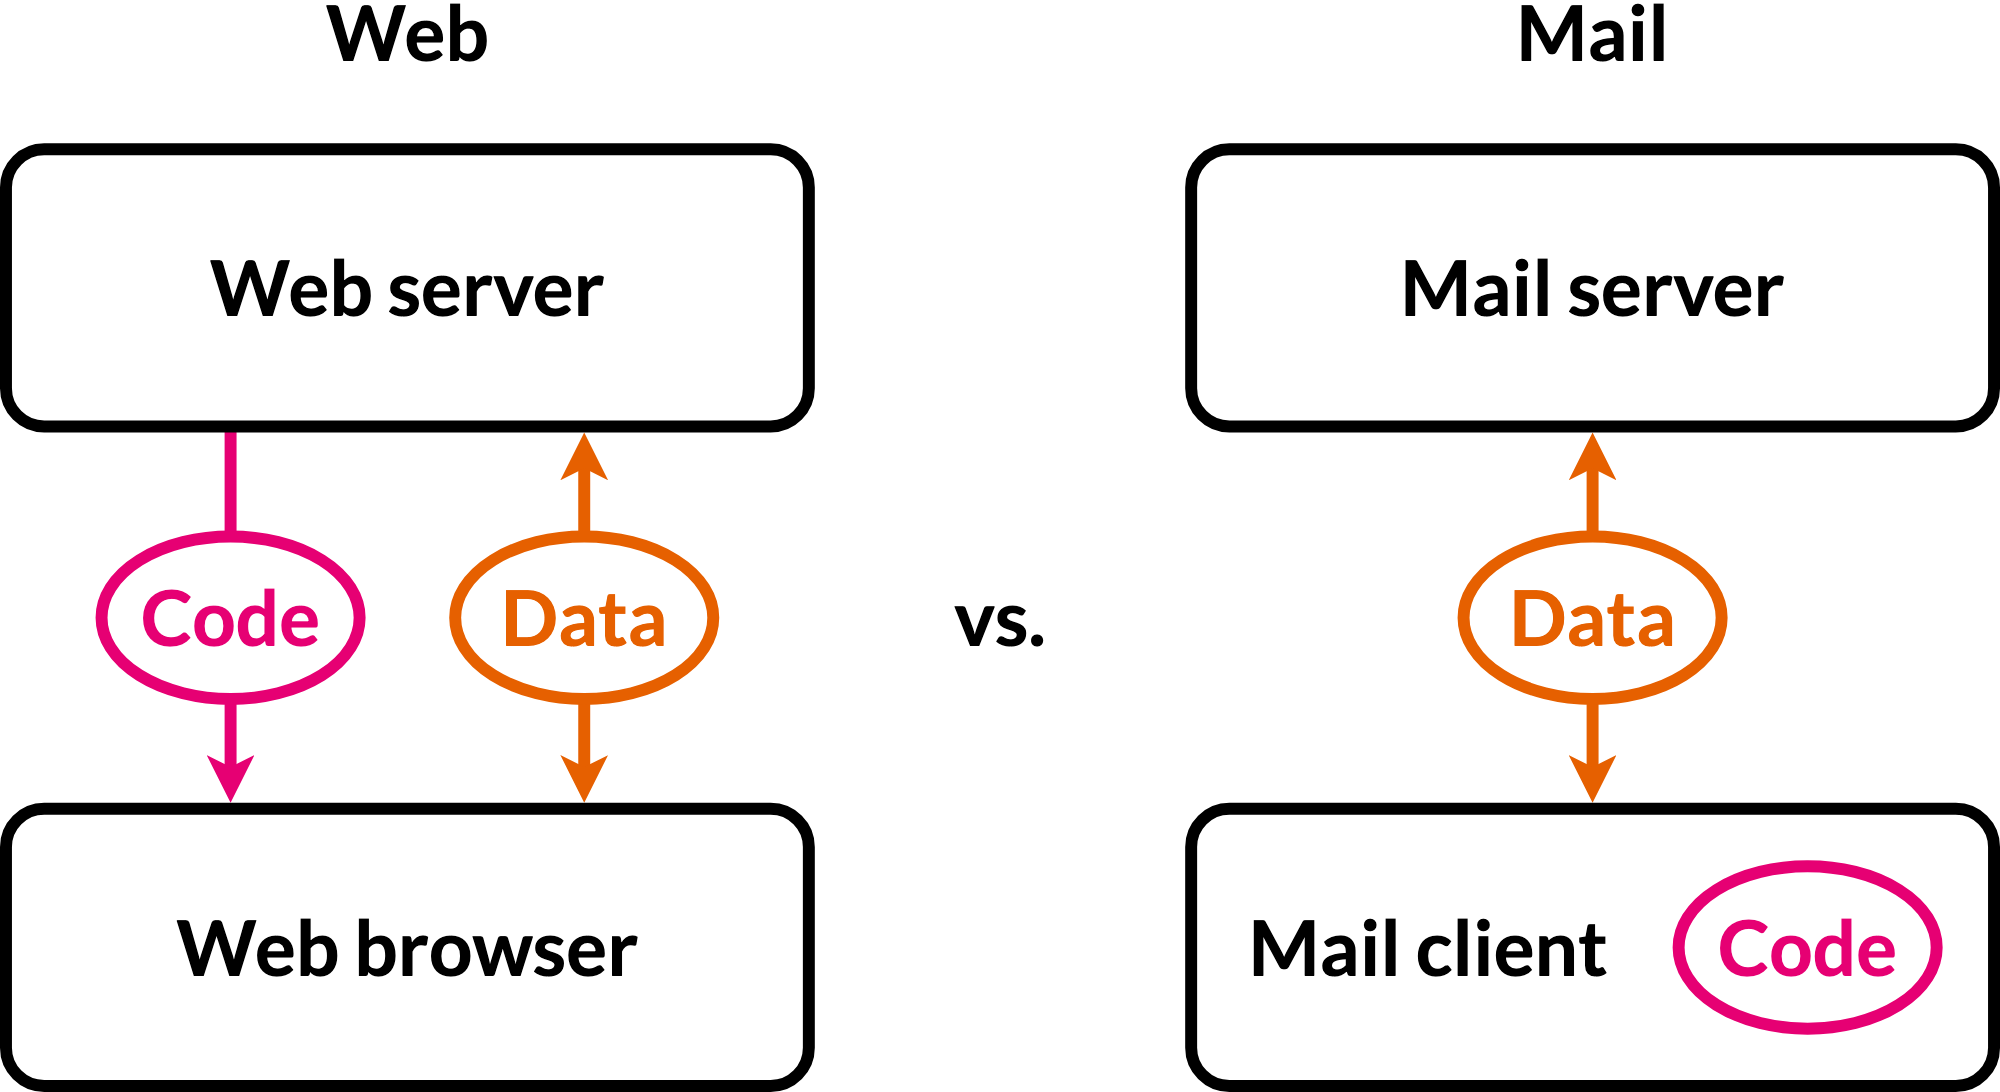 Web
Mail
Web server
Mail server
Code
Data
vs.
Data
Web browser
Mail client
Code